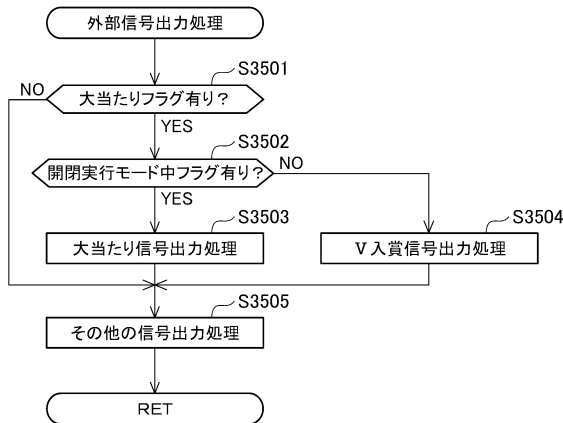 外部信号出力処理
S3501
大当たりフラグ有り？
NO
YES
S3502
開閉実行モード中フラグ有り？
NO
YES
S3503
大当たり信号出力処理
S3504
V入賞信号出力処理
S3505
その他の信号出力処理
RET